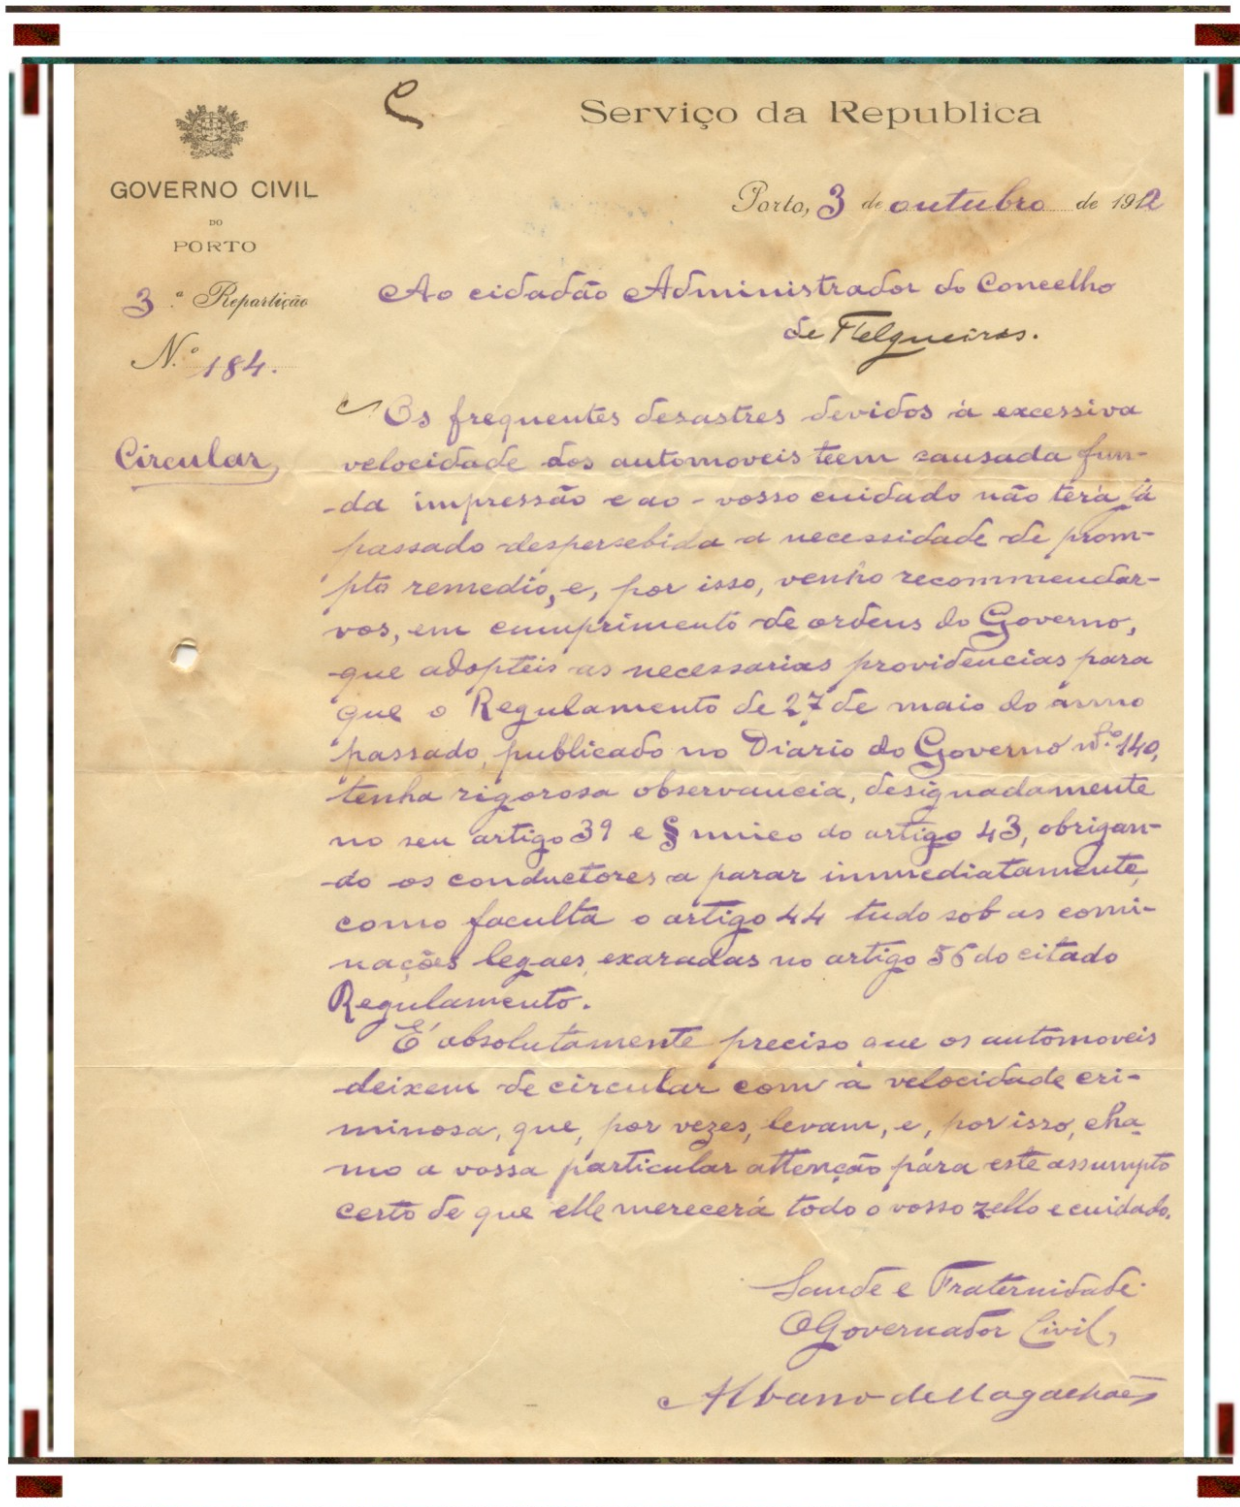 Serviço da Republica
GOVERNO CIVIL
DO
PORTO
Porto, 3 de outubro de 1912
3.ª Repartição
N.º 184.
Ao cidadão Administrador do Concelho
de Felgueiras.
Circular,
Os frequentes desastres devidos á excessiva
velocidade dos automoveis teem causada fun-
-da impressão e ao - vosso cuidado não terá já
passado despersebida a necessidade de prom-
pto remedio, e, por isso, venho recommendar-
vos, em cumprimento de ordens do Governo,
que adopteis as necessarias providencias para
que o Regulamento de 27 de maio do anno
passado, publicado no Diario do Governo n.º 140,
tenha rigorosa observancia, designadamente
no seu artigo 39 e § unico do artigo 43, obrigan-
-do os conductores a parar immediatamente,
como faculta o artigo 44 tudo sob as comi-
nações legaes exaradas no artigo 56 do citado
Regulamento.
É absolutamente preciso que os automoveis
deixem de circular com a velocidade cri-
minosa, que, por vezes, levam, e, por isso, cha-
mo a vossa particular attenção para este assumpto
certo de que elle merecerá todo o vosso zello e cuidado.
Saude e Fraternidade.
O Governador Civil,
Albano de Magalhães